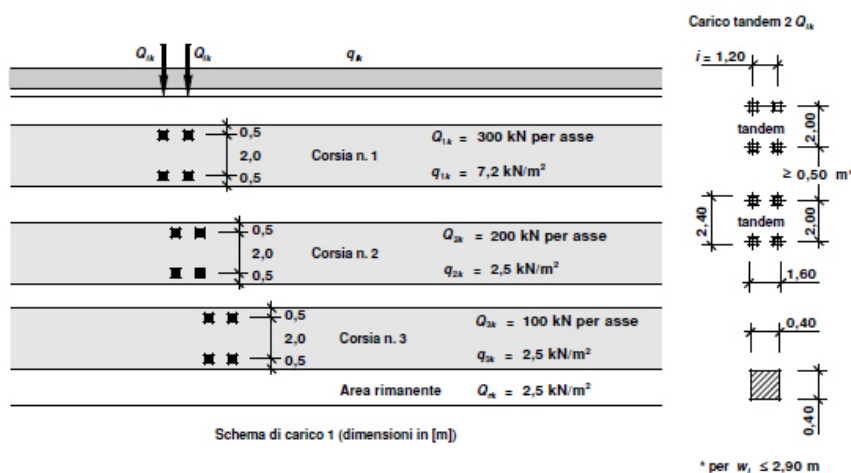 Carico tandem 2 Qlk
Qlk Qlk qlk
i = 1,20
0,5
2,0
0,5
Corsia n. 1
Q1k = 300 kN per asse
q1k = 7,2 kN/m²
tandem
2,00
≥ 0,50 m*
0,5
2,0
0,5
Corsia n. 2
Q2k = 200 kN per asse
q2k = 2,5 kN/m²
2,40
tandem
2,00
1,60
0,5
2,0
0,5
Corsia n. 3
Q3k = 100 kN per asse
q3k = 2,5 kN/m²
0,40
0,40
Area rimanente Qrk = 2,5 kN/m²
Schema di carico 1 (dimensioni in [m])
* per wl ≤ 2,90 m